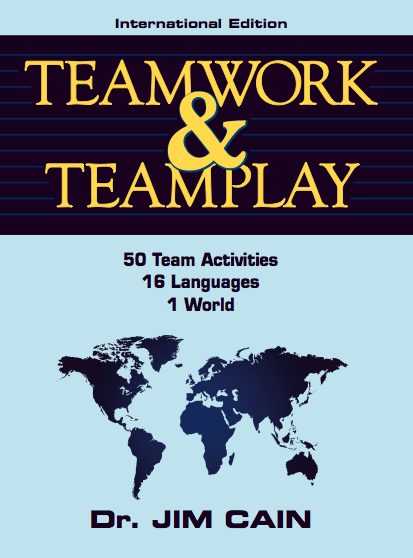 International Edition
TEAMWORK
&
TEAMPLAY
50 Team Activities
16 Languages
1 World
Dr. JIM CAIN